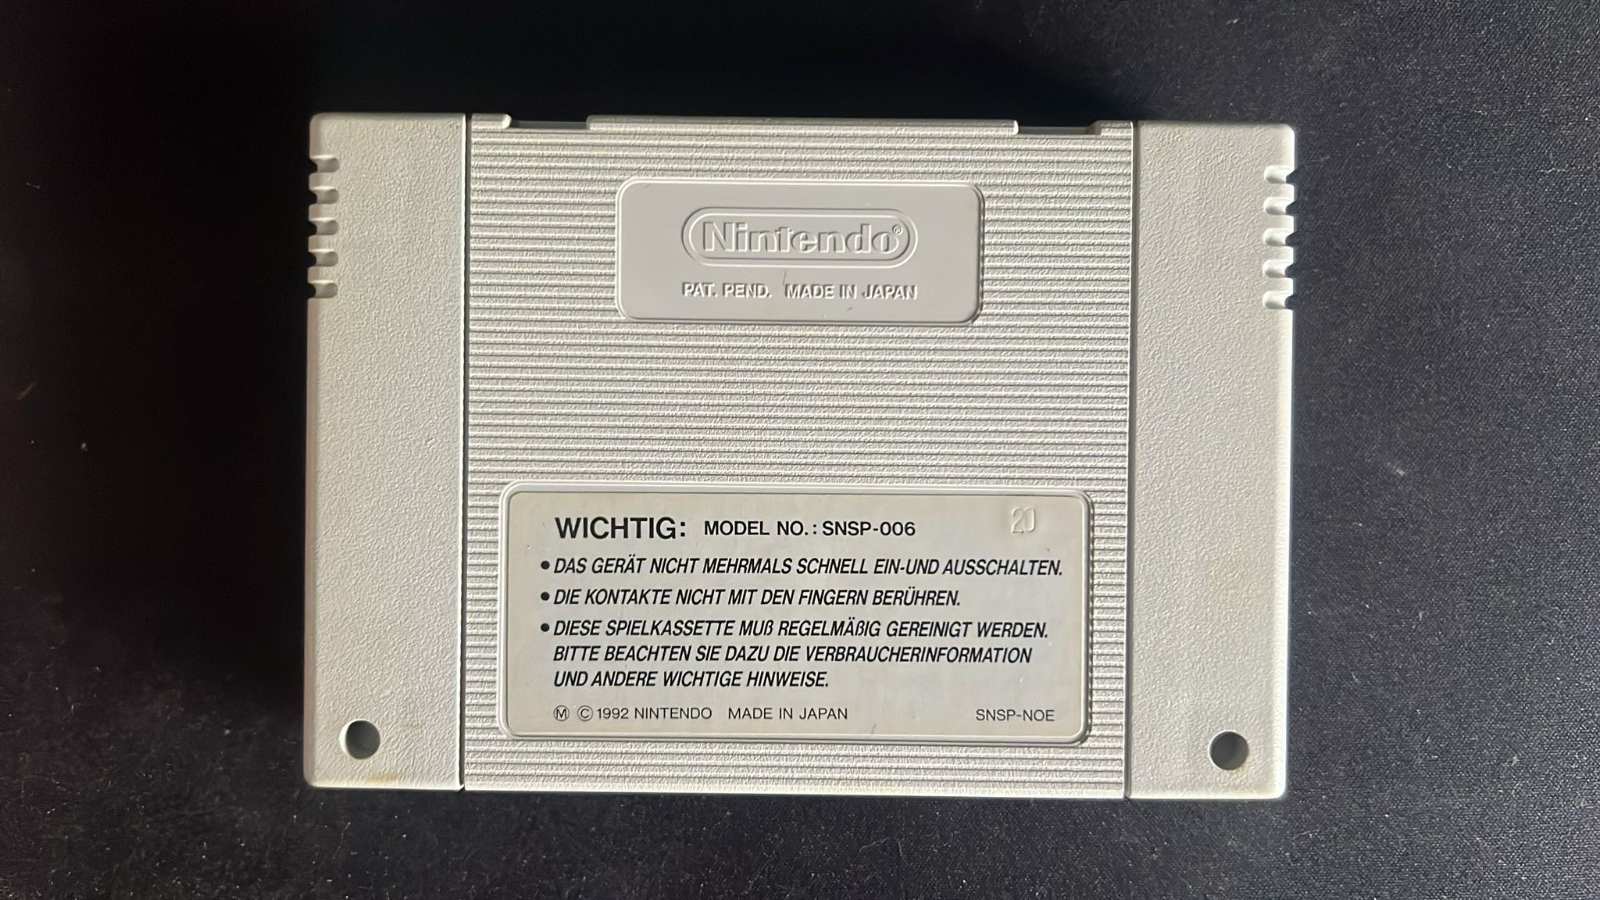 Nintendo®
PAT. PEND. MADE IN JAPAN
WICHTIG: MODEL NO.: SNSP-006
20
• DAS GERÄT NICHT MEHRMALS SCHNELL EIN-UND AUSSCHALTEN.
• DIE KONTAKTE NICHT MIT DEN FINGERN BERÜHREN.
• DIESE SPIELKASSETTE MUß REGELMÄßIG GEREINIGT WERDEN.
BITTE BEACHTEN SIE DAZU DIE VERBRAUCHERINFORMATION
UND ANDERE WICHTIGE HINWEISE.
Ⓜ © 1992 NINTENDO MADE IN JAPAN
SNSP-NOE